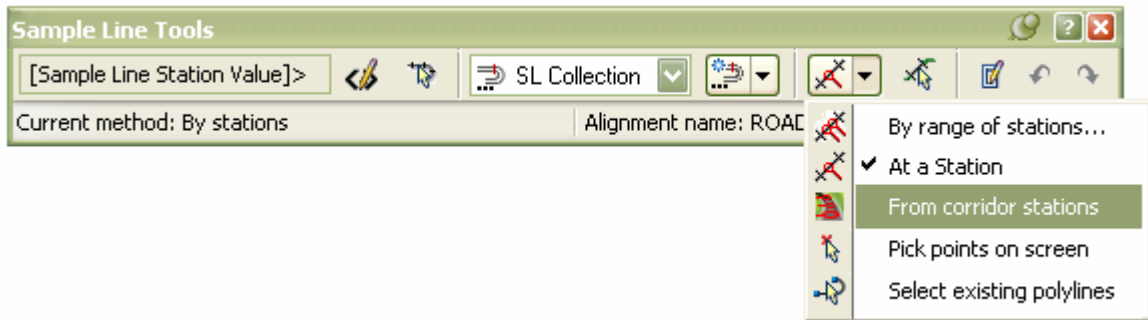 Sample Line Tools
[Sample Line Station Value]>
SL Collection
Current method: By stations
Alignment name: ROAD
By range of stations...
At a Station
From corridor stations
Pick points on screen
Select existing polylines